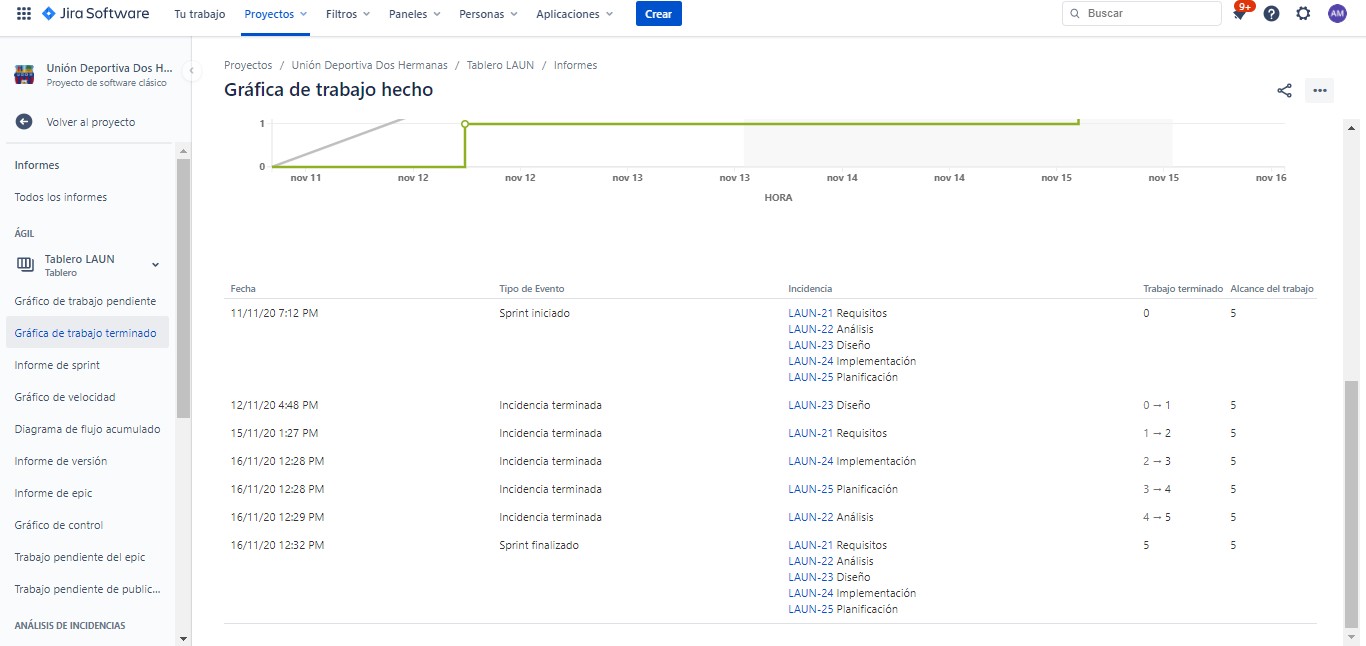 Jira Software Tu trabajo Proyectos Filtros Paneles Personas Aplicaciones Crear Buscar 9+ AM
Unión Deportiva Dos H...
Proyecto de software clásico
Volver al proyecto
Informes
Todos los informes
ÁGIL
Tablero LAUN
Tablero
Gráfico de trabajo pendiente
Gráfica de trabajo terminado
Informe de sprint
Gráfico de velocidad
Diagrama de flujo acumulado
Informe de versión
Informe de epic
Gráfico de control
Trabajo pendiente del epic
Trabajo pendiente de public...
ANÁLISIS DE INCIDENCIAS
Proyectos / Unión Deportiva Dos Hermanas / Tablero LAUN / Informes
Gráfica de trabajo hecho
1
0
nov 11 nov 12 nov 12 nov 13 nov 13 nov 14 nov 14 nov 15 nov 15 nov 16
HORA
Fecha Tipo de Evento Incidencia Trabajo terminado Alcance del trabajo
11/11/20 7:12 PM Sprint iniciado LAUN-21 Requisitos 0 5
LAUN-22 Análisis
LAUN-23 Diseño
LAUN-24 Implementación
LAUN-25 Planificación
12/11/20 4:48 PM Incidencia terminada LAUN-23 Diseño 0 → 1 5
15/11/20 1:27 PM Incidencia terminada LAUN-21 Requisitos 1 → 2 5
16/11/20 12:28 PM Incidencia terminada LAUN-24 Implementación 2 → 3 5
16/11/20 12:28 PM Incidencia terminada LAUN-25 Planificación 3 → 4 5
16/11/20 12:29 PM Incidencia terminada LAUN-22 Análisis 4 → 5 5
16/11/20 12:32 PM Sprint finalizado LAUN-21 Requisitos 5 5
LAUN-22 Análisis
LAUN-23 Diseño
LAUN-24 Implementación
LAUN-25 Planificación